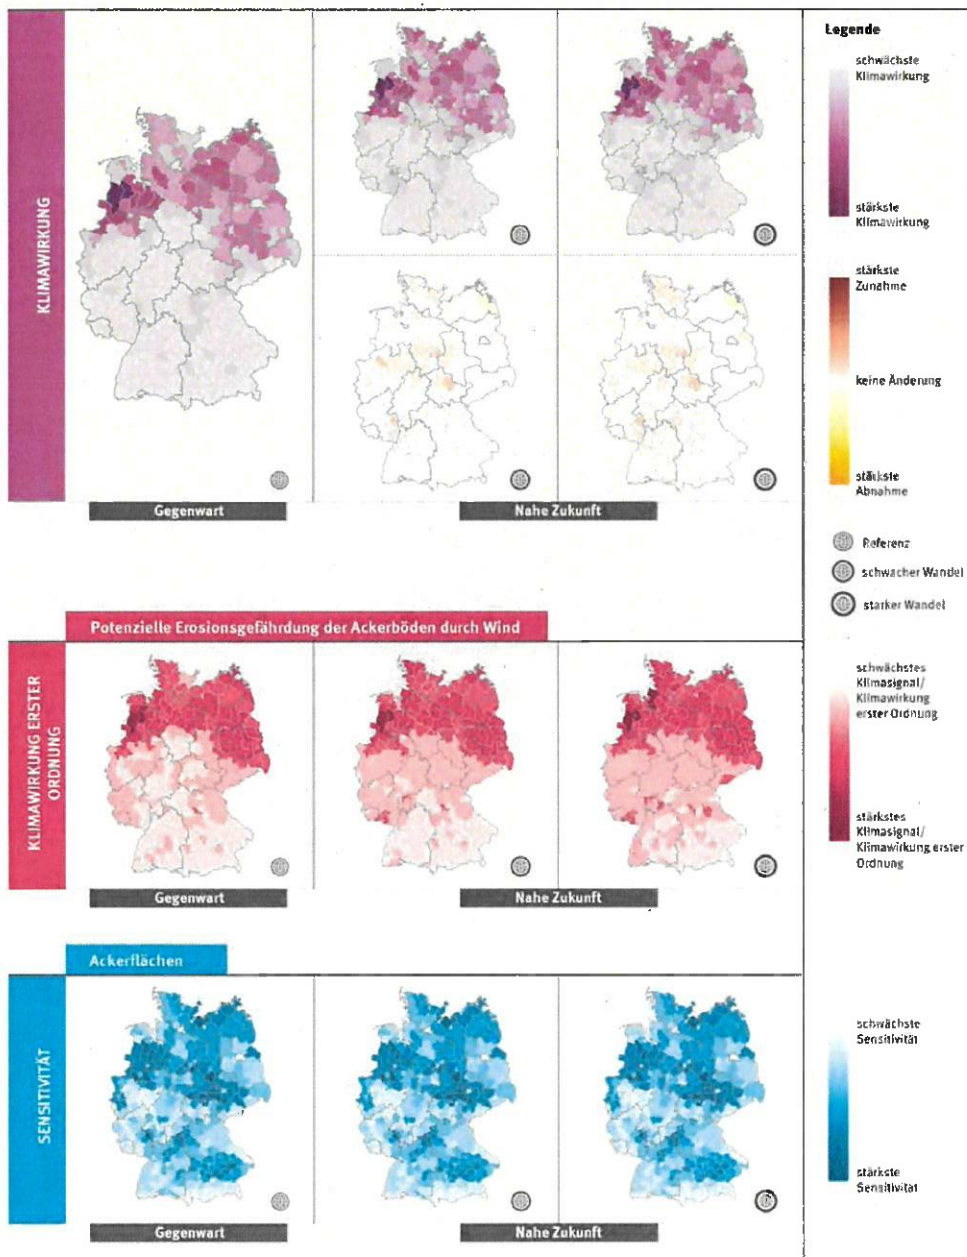 KLIMAWIRKUNG
Gegenwart
Nahe Zukunft
Legende
schwächste
Klimawirkung
stärkste
Klimawirkung
stärkste
Zunahme
keine Änderung
stärkste
Abnahme
Referenz
schwacher Wandel
starker Wandel
Potenzielle Erosionsgefährdung der Ackerböden durch Wind
KLIMAWIRKUNG ERSTER
ORDNUNG
Gegenwart
Nahe Zukunft
schwächstes
Klimasignal/
Klimawirkung
erster Ordnung
stärkstes
Klimasignal/
Klimawirkung erster
Ordnung
Ackerflächen
SENSITIVITÄT
Gegenwart
Nahe Zukunft
schwächste
Sensitivität
stärkste
Sensitivität